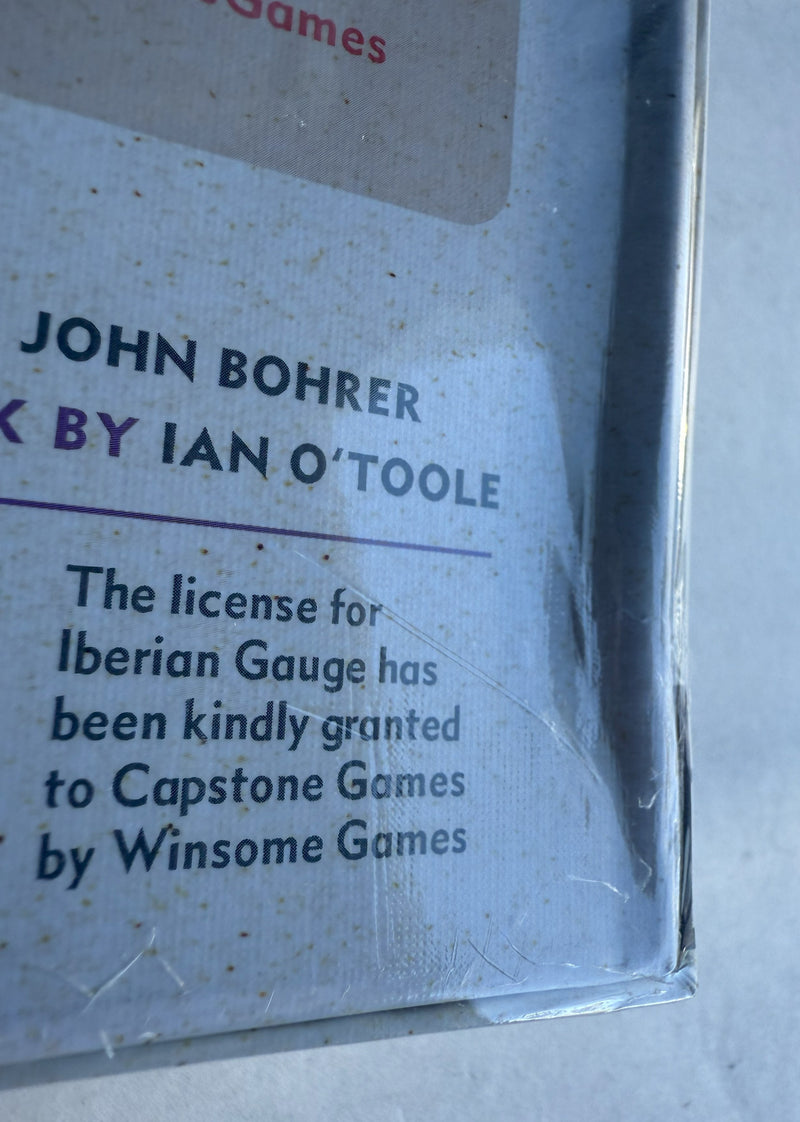 Games
JOHN BOHRER
K BY IAN O'TOOLE
The license for
Iberian Gauge has
been kindly granted
to Capstone Games
by Winsome Games